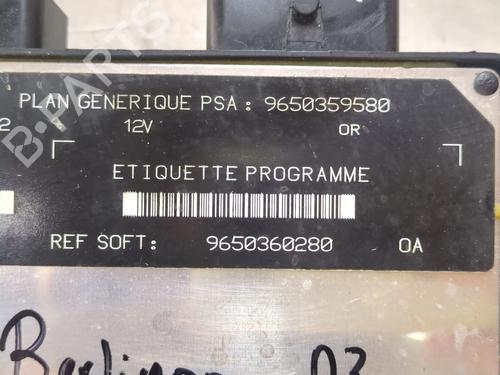 B-PARTS
PLAN GENERIQUE PSA : 9650359580
2 12V OR
ETIQUETTE PROGRAMME
REF SOFT: 9650360280 OA
Berlingo 03